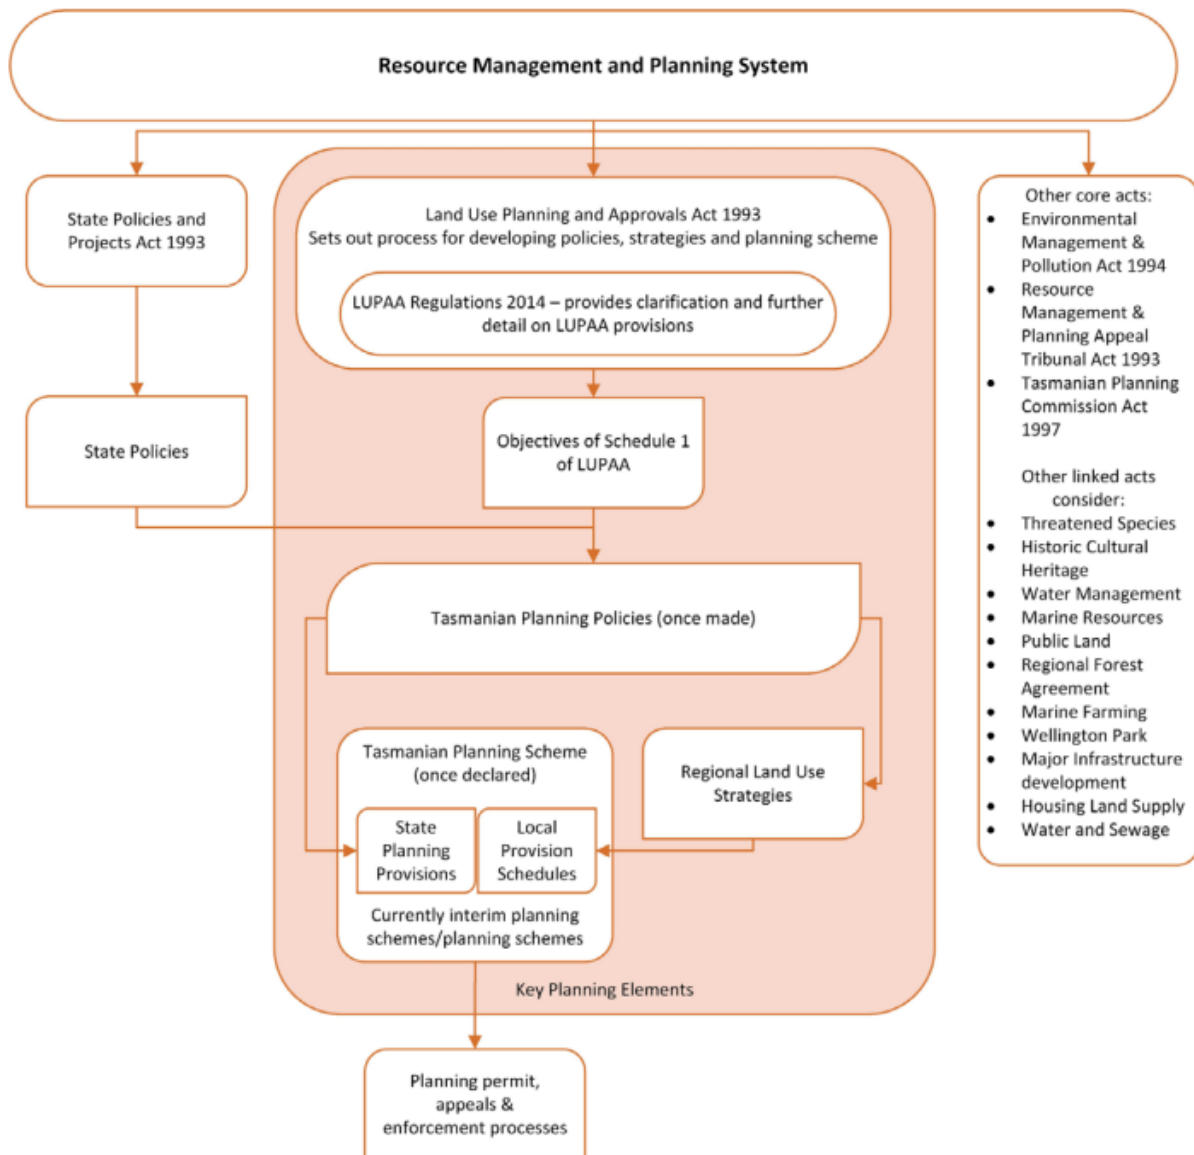 Resource Management and Planning System
State Policies and
Projects Act 1993
State Policies
Land Use Planning and Approvals Act 1993
Sets out process for developing policies, strategies and planning scheme
LUPAA Regulations 2014 – provides clarification and further
detail on LUPAA provisions
Objectives of Schedule 1
of LUPAA
Tasmanian Planning Policies (once made)
Tasmanian Planning Scheme
(once declared)
State
Planning
Provisions
Local
Provision
Schedules
Currently interim planning
schemes/planning schemes
Regional Land Use
Strategies
Key Planning Elements
Planning permit,
appeals &
enforcement processes
Other core acts:
• Environmental
Management &
Pollution Act 1994
• Resource
Management &
Planning Appeal
Tribunal Act 1993
• Tasmanian Planning
Commission Act
1997
Other linked acts
consider:
• Threatened Species
• Historic Cultural
Heritage
• Water Management
• Marine Resources
• Public Land
• Regional Forest
Agreement
• Marine Farming
• Wellington Park
• Major Infrastructure
development
• Housing Land Supply
• Water and Sewage